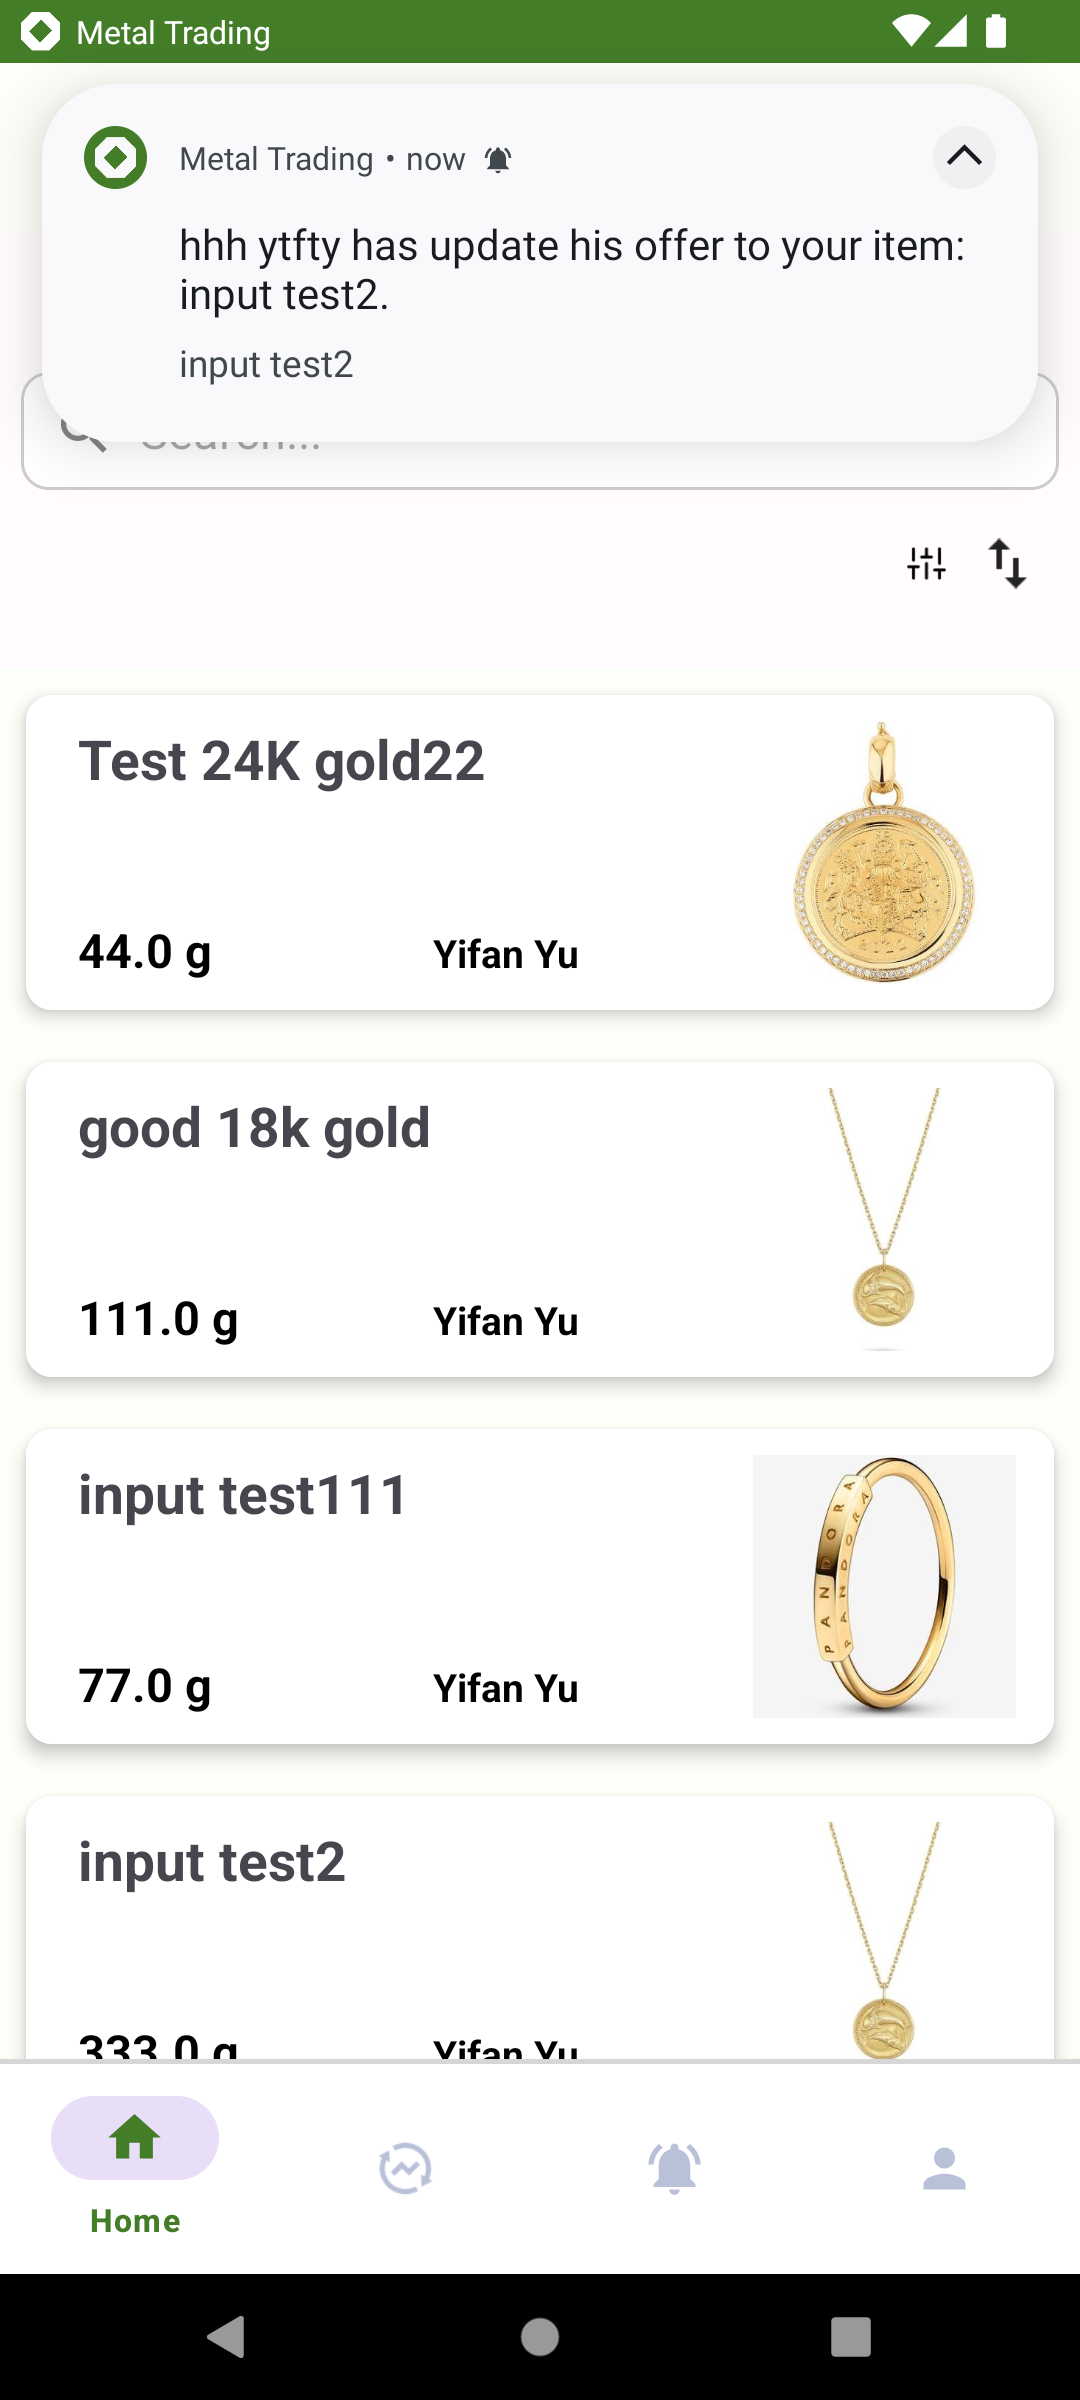 Metal Trading
Metal Trading • now
hhh ytfty has update his offer to your item:
input test2.
input test2
Search...
Test 24K gold22
44.0 g
Yifan Yu
good 18k gold
111.0 g
Yifan Yu
input test111
PANDORA
PANDORA
77.0 g
Yifan Yu
input test2
333.0 g
Yifan Yu
Home